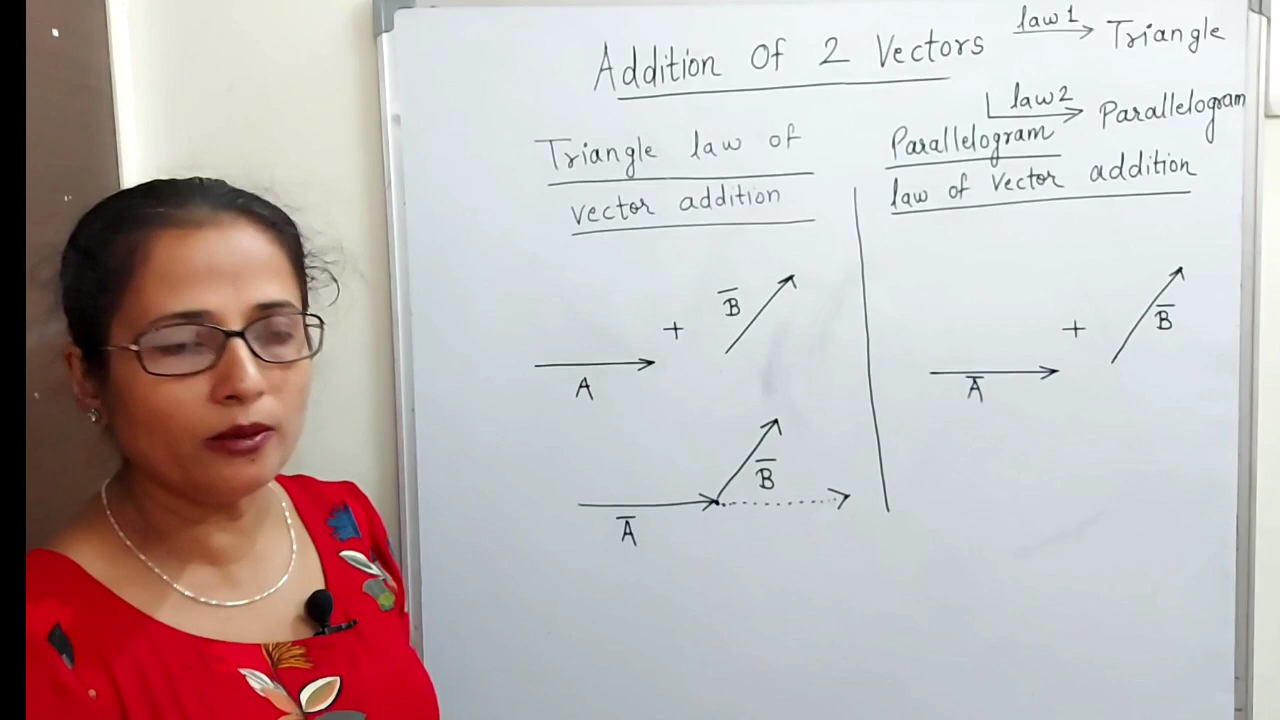 Addition Of 2 Vectors
law 1 Triangle
law 2 Parallelogram
Triangle law of
vector addition
A̅
+
B̅
A̅
B̅
Parallelogram
law of vector addition
A̅
+
B̅